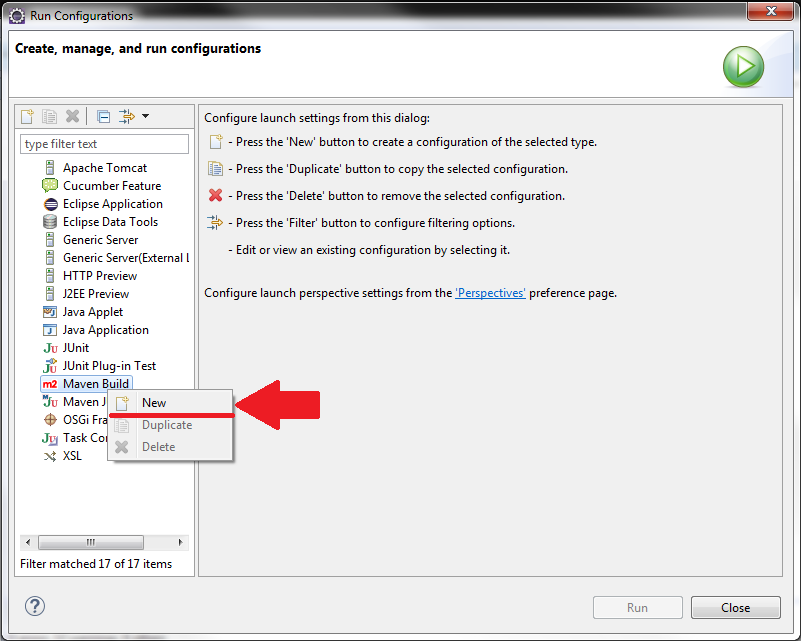 Run Configurations
Create, manage, and run configurations
type filter text
Apache Tomcat
Cucumber Feature
Eclipse Application
Eclipse Data Tools
Generic Server
Generic Server(External l
HTTP Preview
J2EE Preview
Java Applet
Java Application
Ju JUnit
JUnit Plug-in Test
m2 Maven Build
Maven J
OSGi Fra
Task Co
XSL
New
Duplicate
Delete
Filter matched 17 of 17 items
Configure launch settings from this dialog:
- Press the 'New' button to create a configuration of the selected type.
- Press the 'Duplicate' button to copy the selected configuration.
- Press the 'Delete' button to remove the selected configuration.
- Press the 'Filter' button to configure filtering options.
- Edit or view an existing configuration by selecting it.
Configure launch perspective settings from the 'Perspectives' preference page.
?
Run
Close